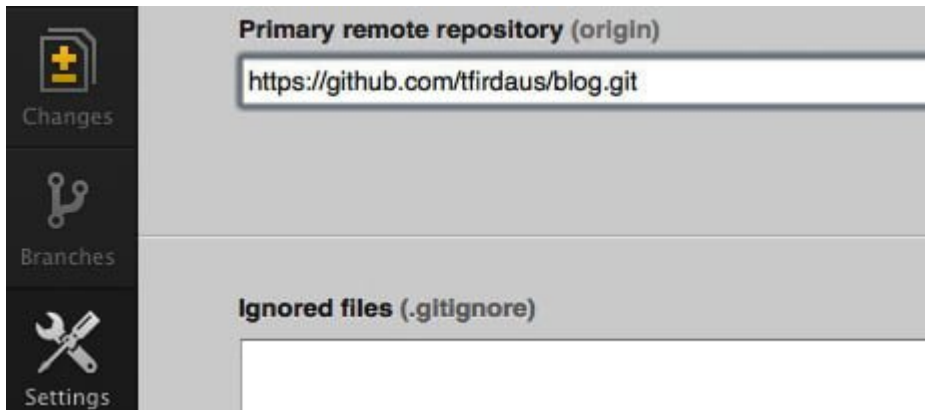 Primary remote repository (origin)
https://github.com/tfirdaus/blog.git
Changes
Branches
Ignored files (.gitignore)
Settings